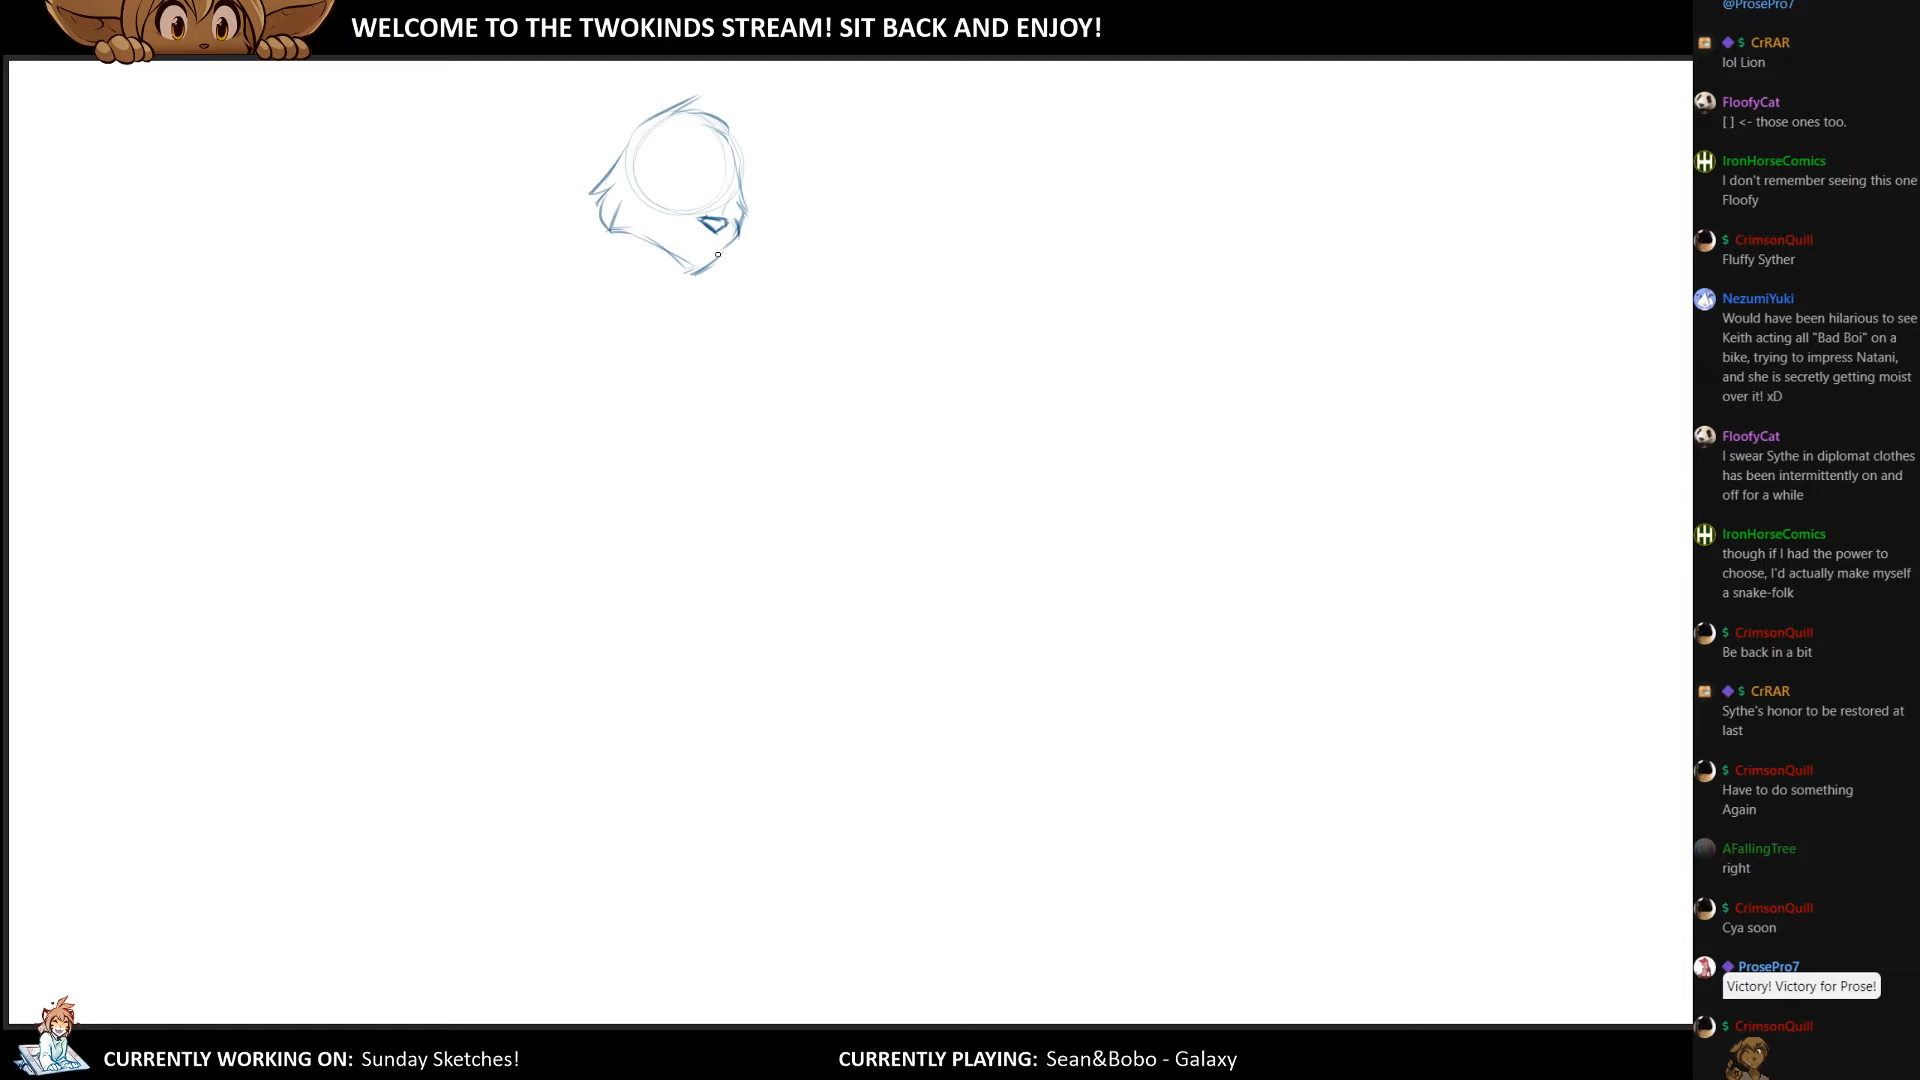 WELCOME TO THE TWOKINDS STREAM! SIT BACK AND ENJOY!
@ProsePro7
$ CrRAR
lol Lion
FloofyCat
[ ] <- those ones too.
IronHorseComics
I don't remember seeing this one
Floofy
$ CrimsonQuill
Fluffy Syther
NezumiYuki
Would have been hilarious to see
Keith acting all "Bad Boi" on a
bike, trying to impress Natani,
and she is secretly getting moist
over it! xD
FloofyCat
I swear Sythe in diplomat clothes
has been intermittently on and
off for a while
IronHorseComics
though if I had the power to
choose, I'd actually make myself
a snake-folk
$ CrimsonQuill
Be back in a bit
$ CrRAR
Sythe's honor to be restored at
last
$ CrimsonQuill
Have to do something
Again
AFallingTree
right
$ CrimsonQuill
Cya soon
ProsePro7
Victory! Victory for Prose!
$ CrimsonQuill
CURRENTLY WORKING ON: Sunday Sketches!
CURRENTLY PLAYING: Sean&Bobo - Galaxy